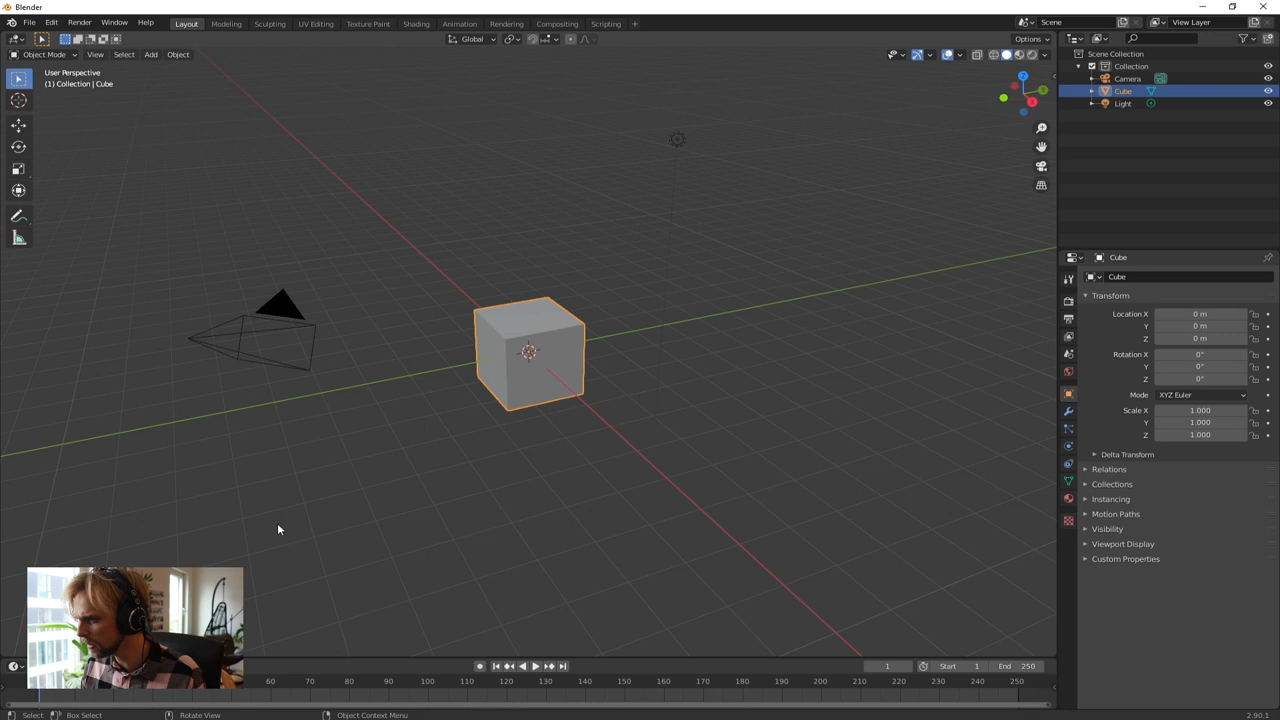 Blender
File Edit Render Window Help Layout Modeling Sculpting UV Editing Texture Paint Shading Animation Rendering Compositing Scripting + Scene View Layer
Global Options
Object Mode View Select Add Object
User Perspective
(1) Collection | Cube
Z
Y
X
Scene Collection
Collection
Camera
Cube
Light
Cube
Cube
Transform
Location X 0 m
Y 0 m
Z 0 m
Rotation X 0°
Y 0°
Z 0°
Mode XYZ Euler
Scale X 1.000
Y 1.000
Z 1.000
Delta Transform
Relations
Collections
Instancing
Motion Paths
Visibility
Viewport Display
Custom Properties
1 Start 1 End 250
60 70 80 90 100 110 120 130 140 150 160 170 180 190 200 210 220 230 240 250
Select Box Select Rotate View Object Context Menu 2.90.1